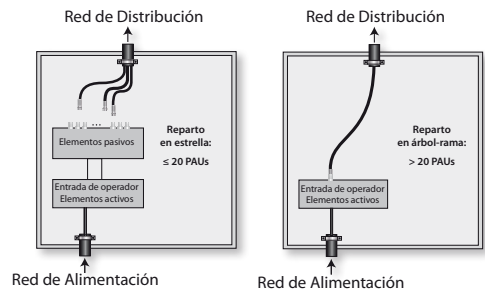 Red de Distribución
Elementos pasivos
Reparto
en estrella:
≤ 20 PAUs
Entrada de operador
Elementos activos
Red de Alimentación
Red de Distribución
Reparto
en árbol-rama:
> 20 PAUs
Entrada de operador
Elementos activos
Red de Alimentación